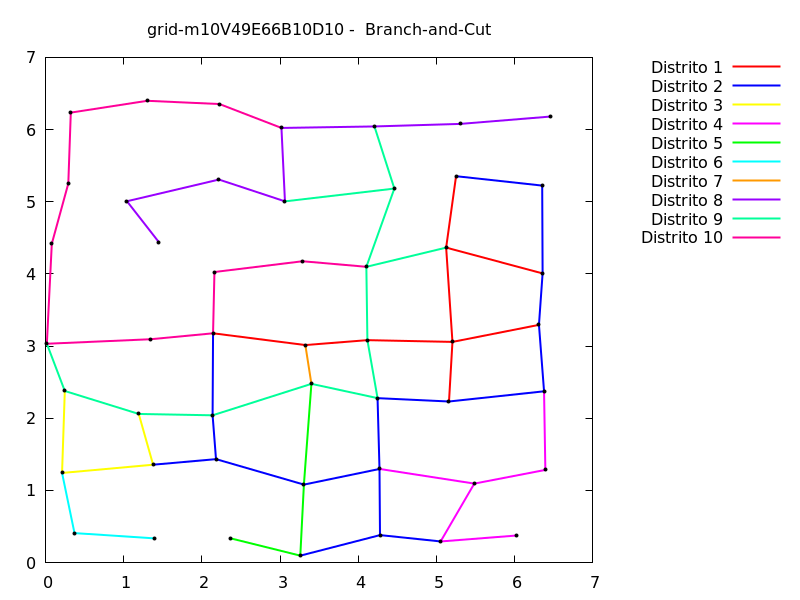 grid-m10V49E66B10D10 -  Branch-and-Cut
Distrito 1
Distrito 2
Distrito 3
Distrito 4
Distrito 5
Distrito 6
Distrito 7
Distrito 8
Distrito 9
Distrito 10
7
6
5
4
3
2
1
0
0 1 2 3 4 5 6 7